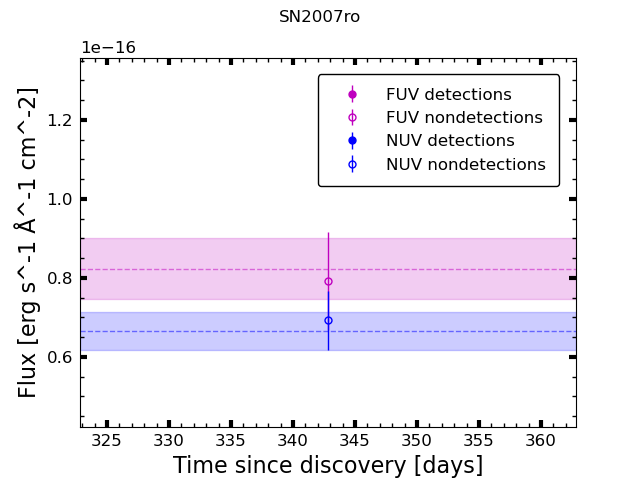 SN2007ro
1e−16
FUV detections
FUV nondetections
NUV detections
NUV nondetections
1.2
1.0
0.8
0.6
Flux [erg s^-1 Å^-1 cm^-2]
325 330 335 340 345 350 355 360
Time since discovery [days]